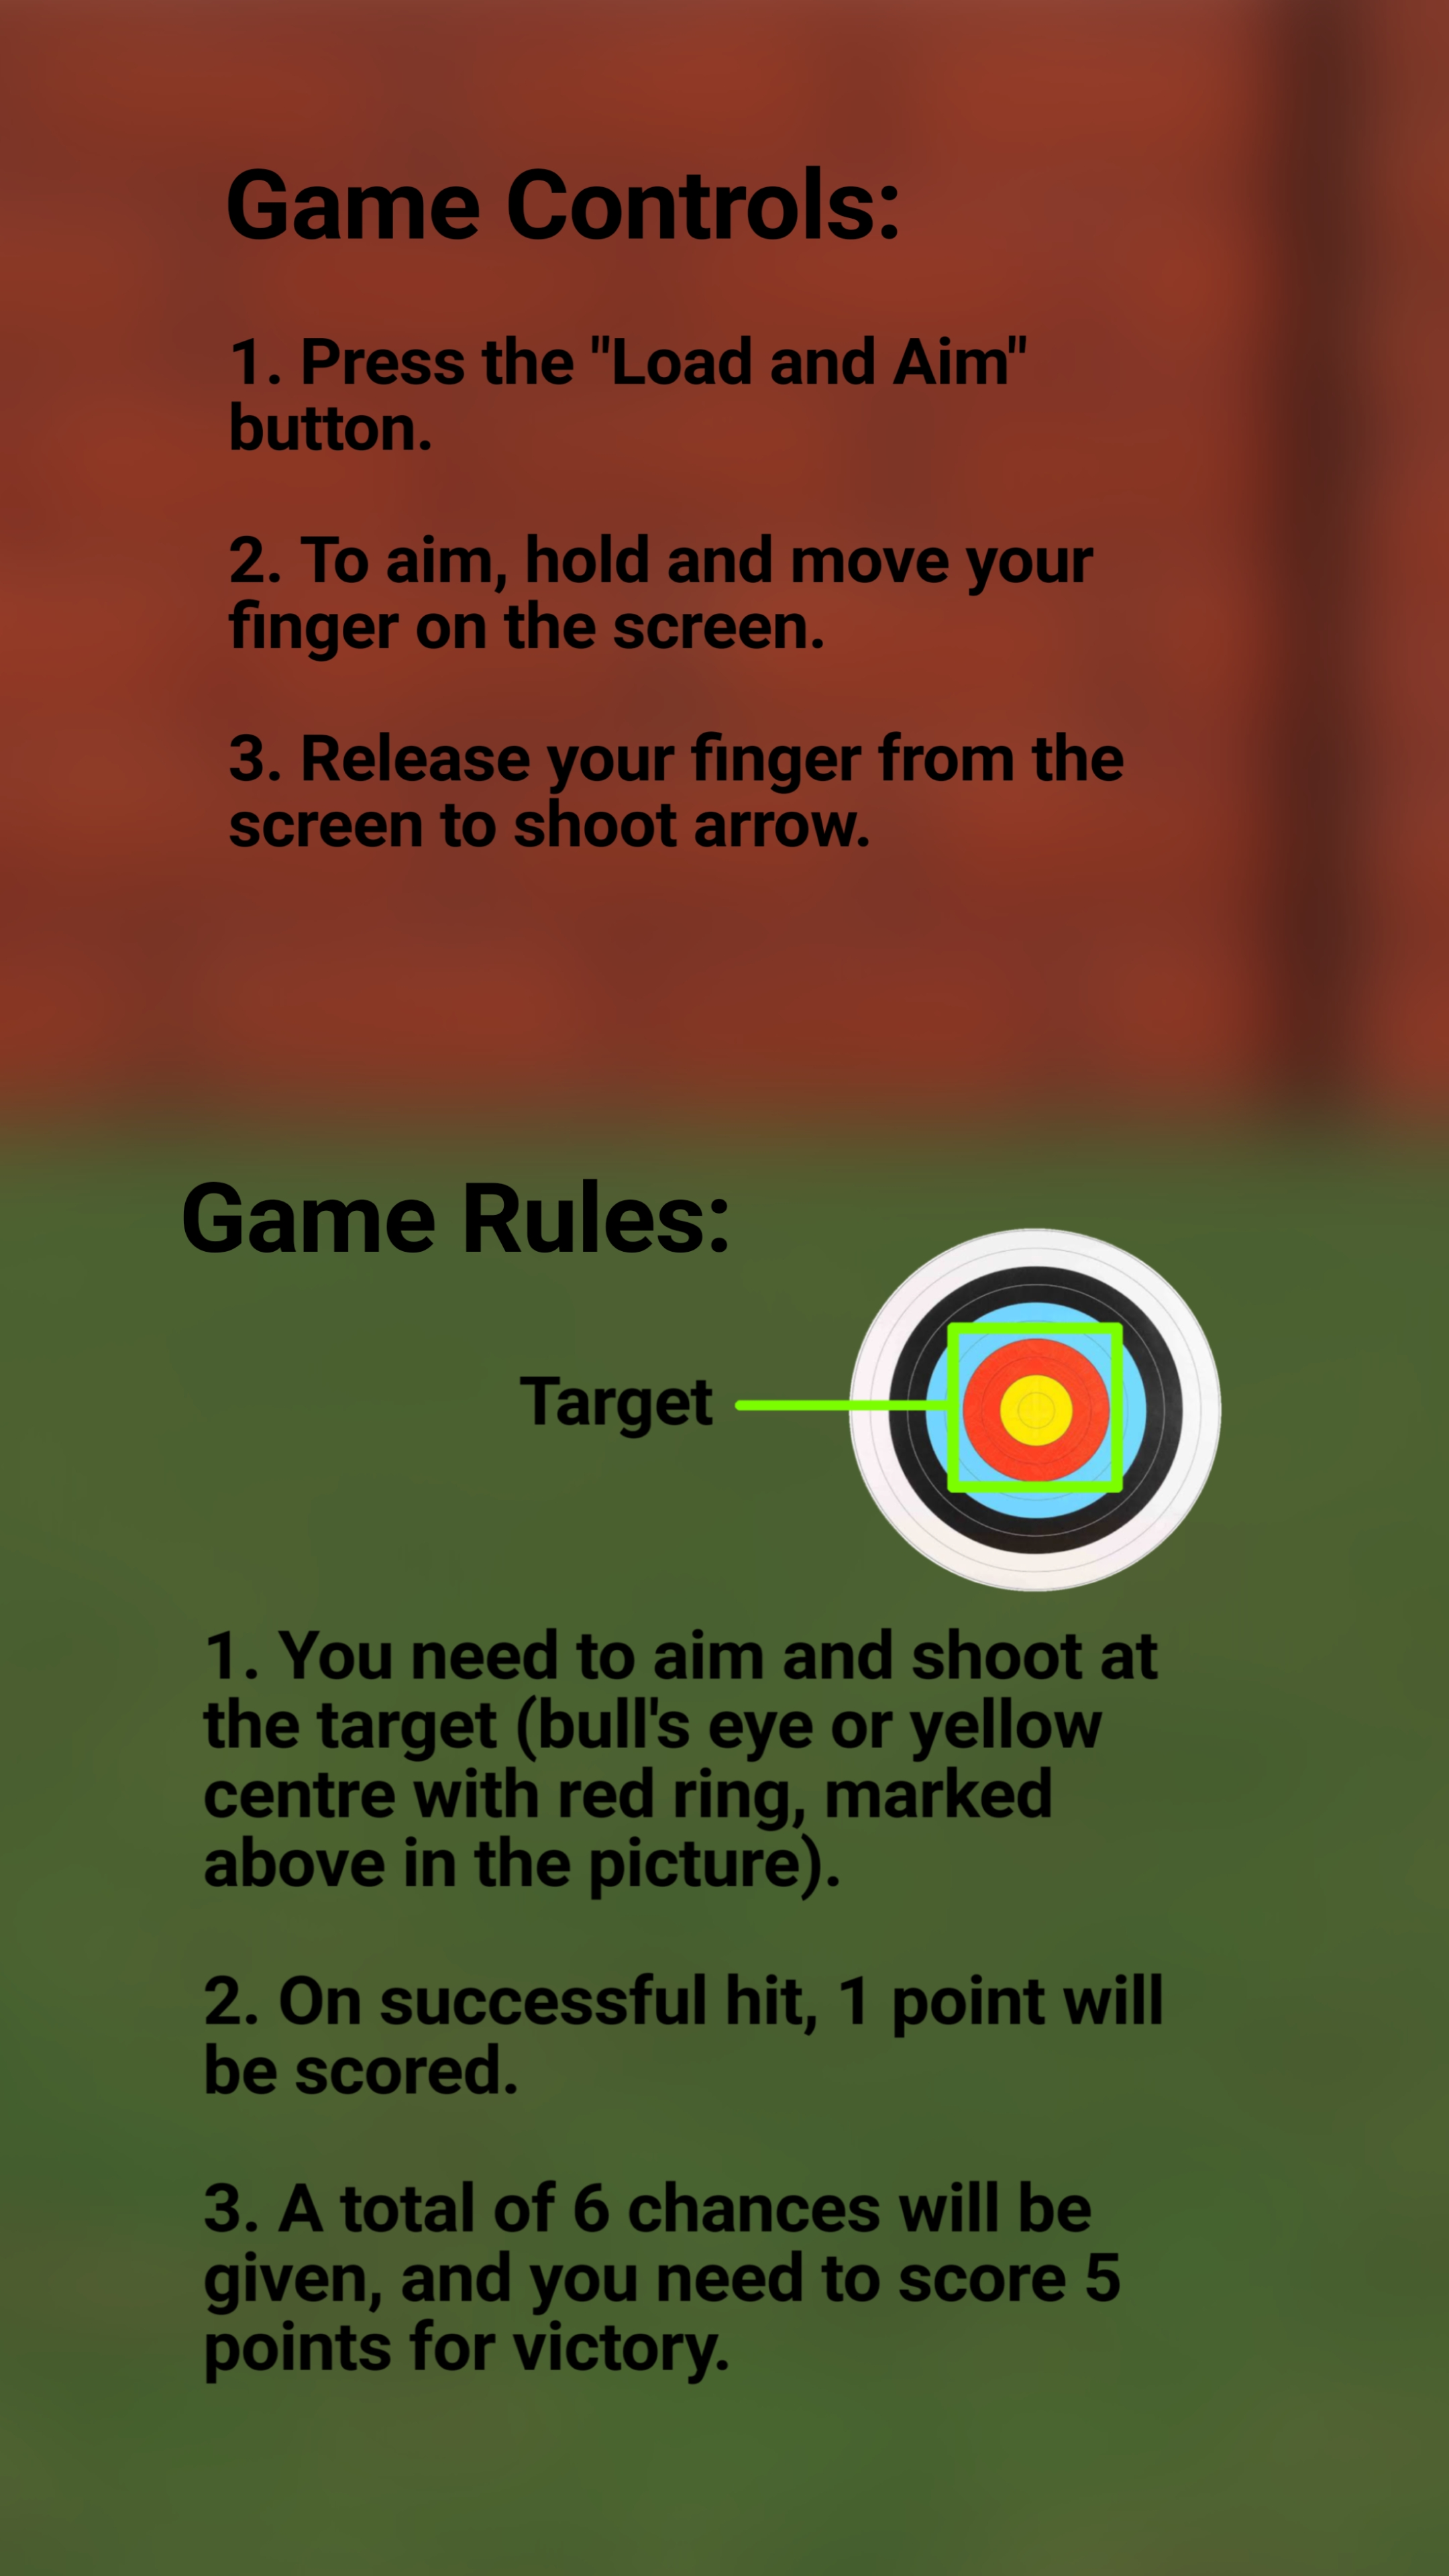 Game Controls:
1. Press the "Load and Aim"
button.
2. To aim, hold and move your
finger on the screen.
3. Release your finger from the
screen to shoot arrow.
Game Rules:
Target
1. You need to aim and shoot at
the target (bull's eye or yellow
centre with red ring, marked
above in the picture).
2. On successful hit, 1 point will
be scored.
3. A total of 6 chances will be
given, and you need to score 5
points for victory.